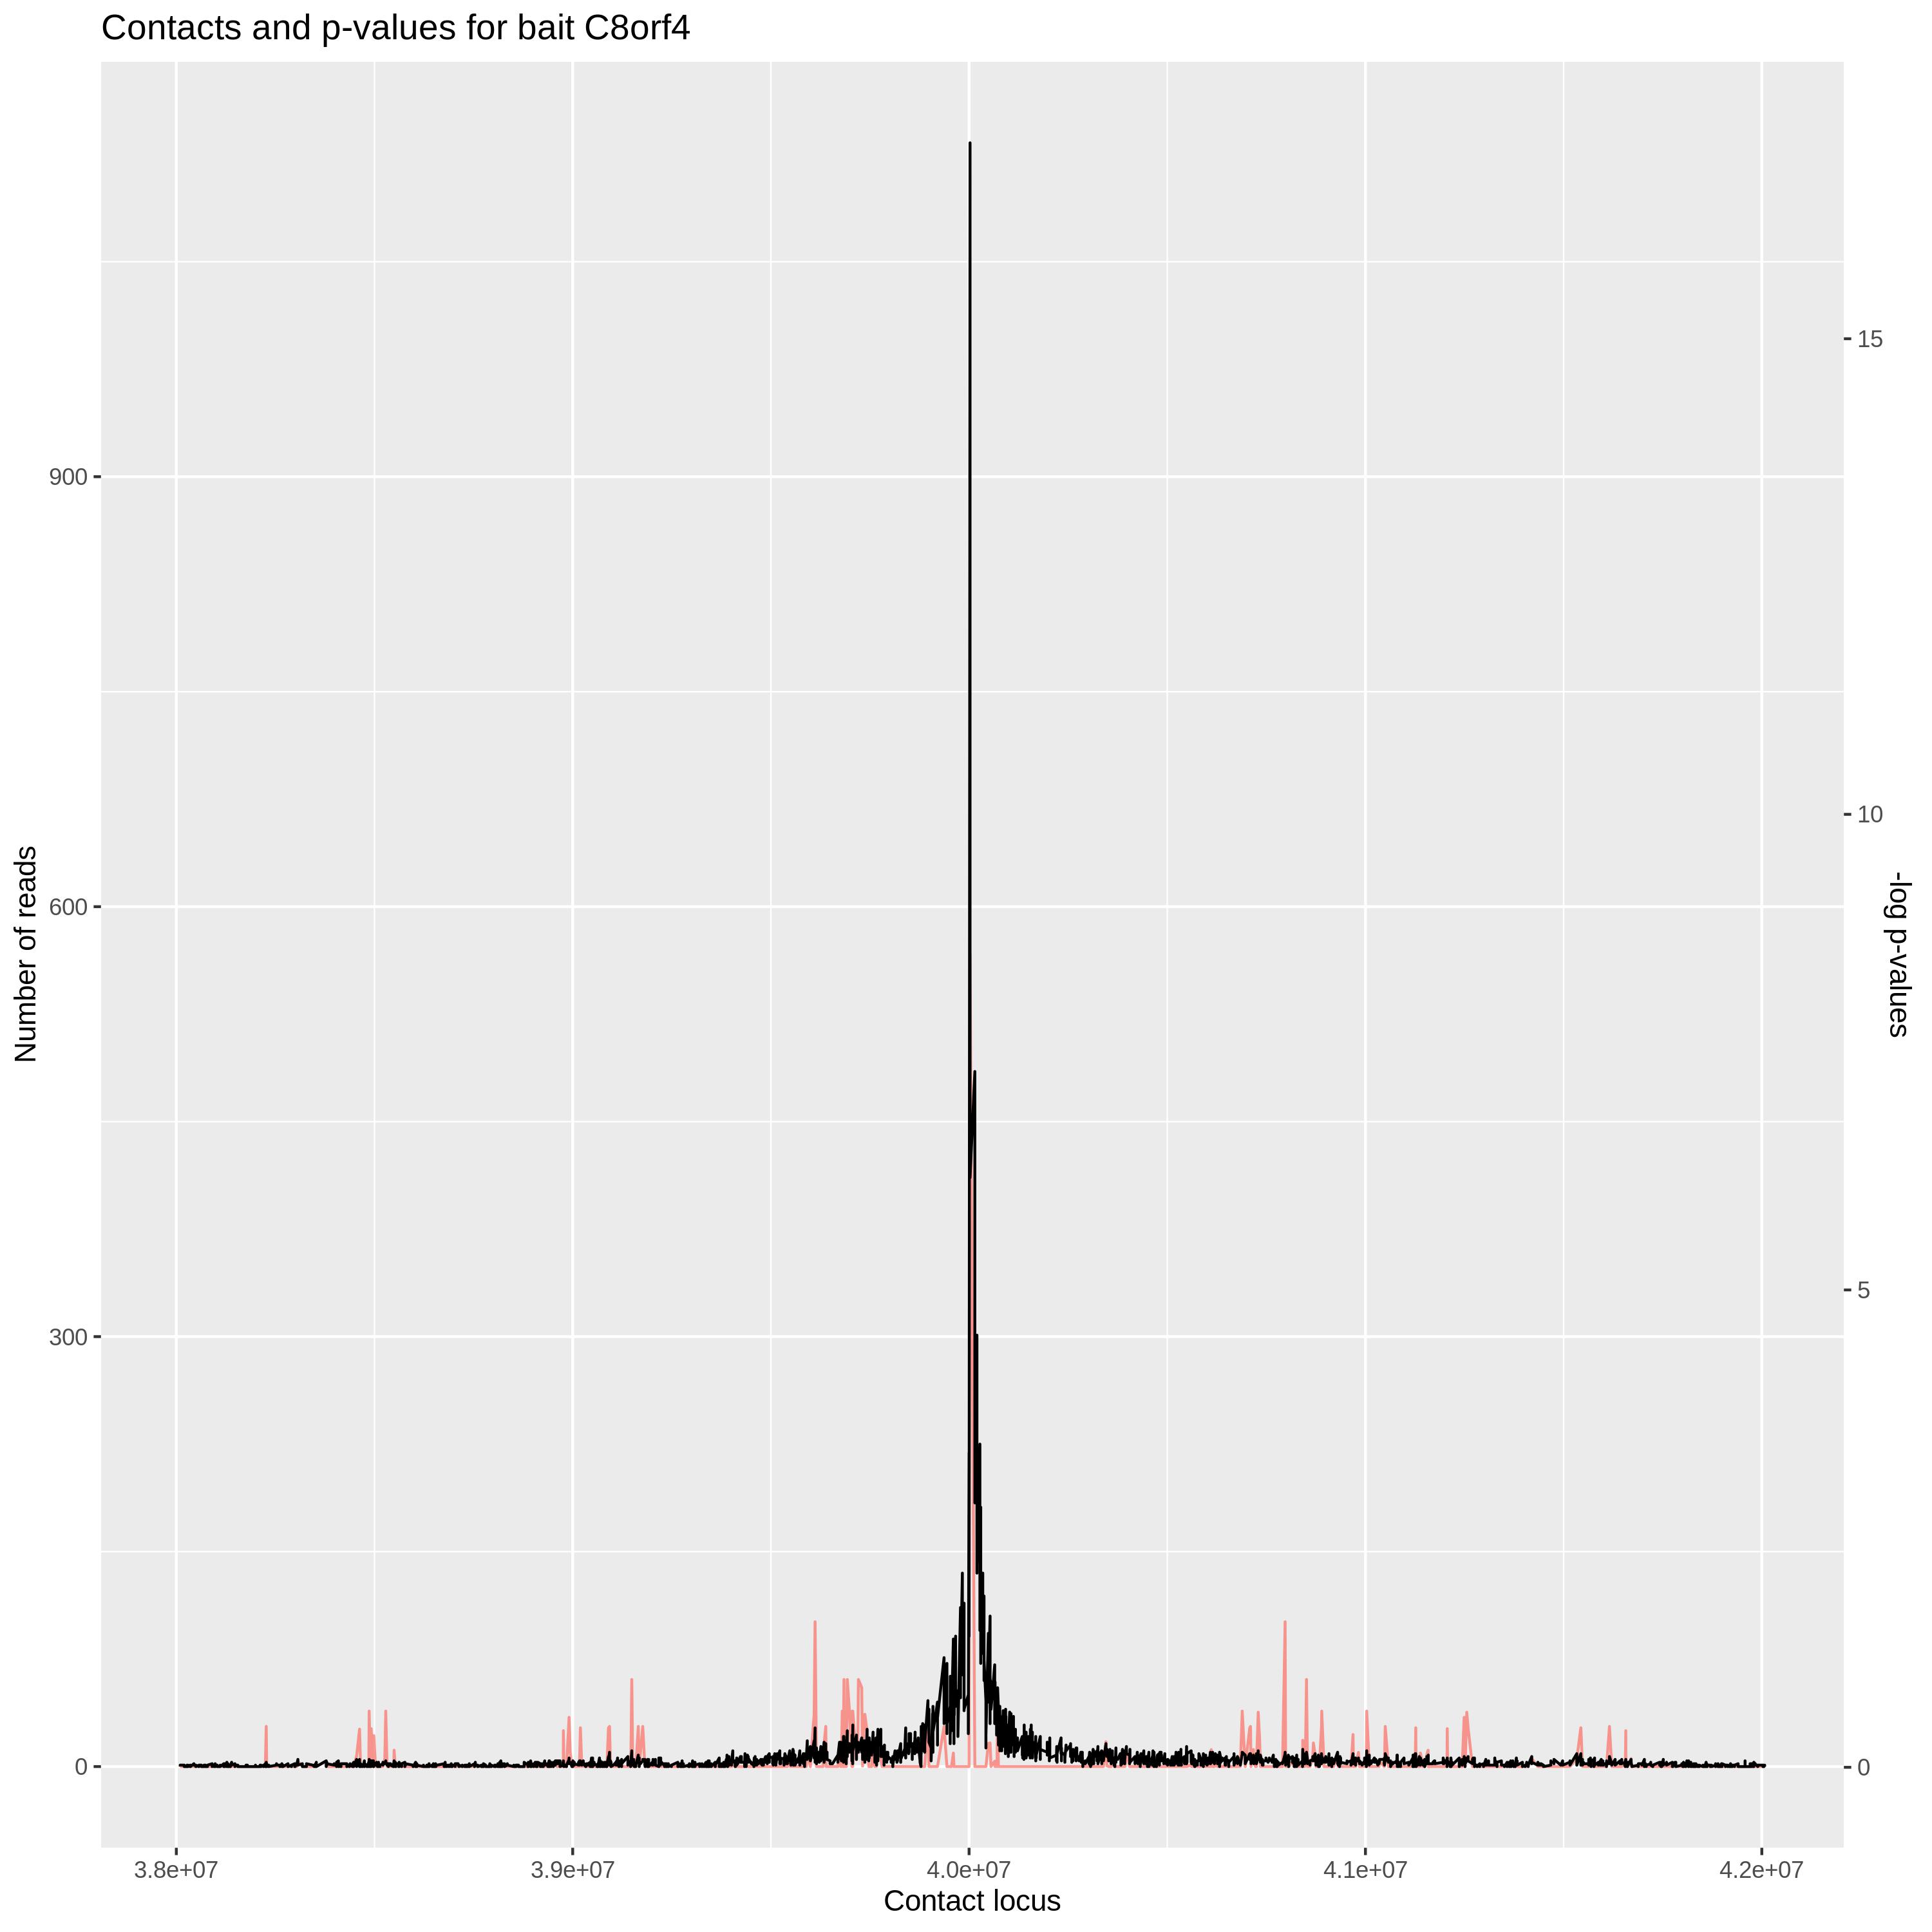 Contacts and p-values for bait C8orf4
Number of reads
900
600
300
0
15
10
5
0
-log p-values
3.8e+07 3.9e+07 4.0e+07 4.1e+07 4.2e+07
Contact locus